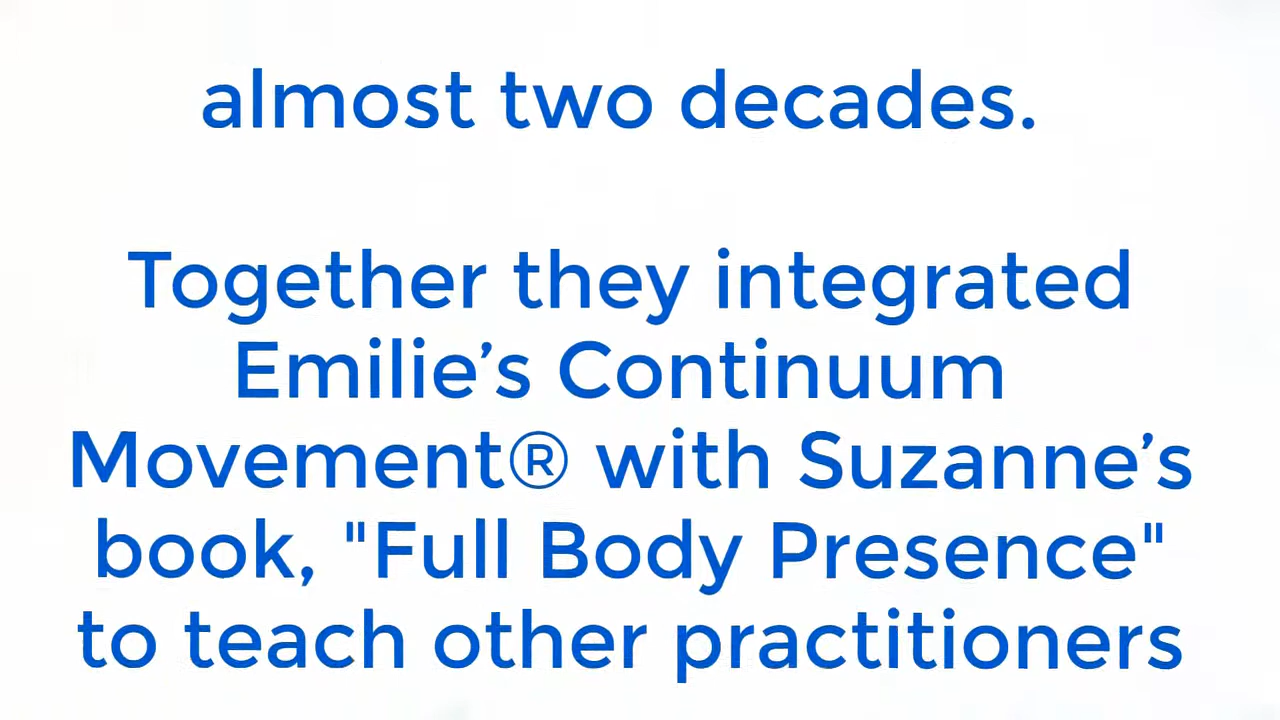 almost two decades.
Together they integrated
Emilie’s Continuum
Movement® with Suzanne’s
book, "Full Body Presence"
to teach other practitioners